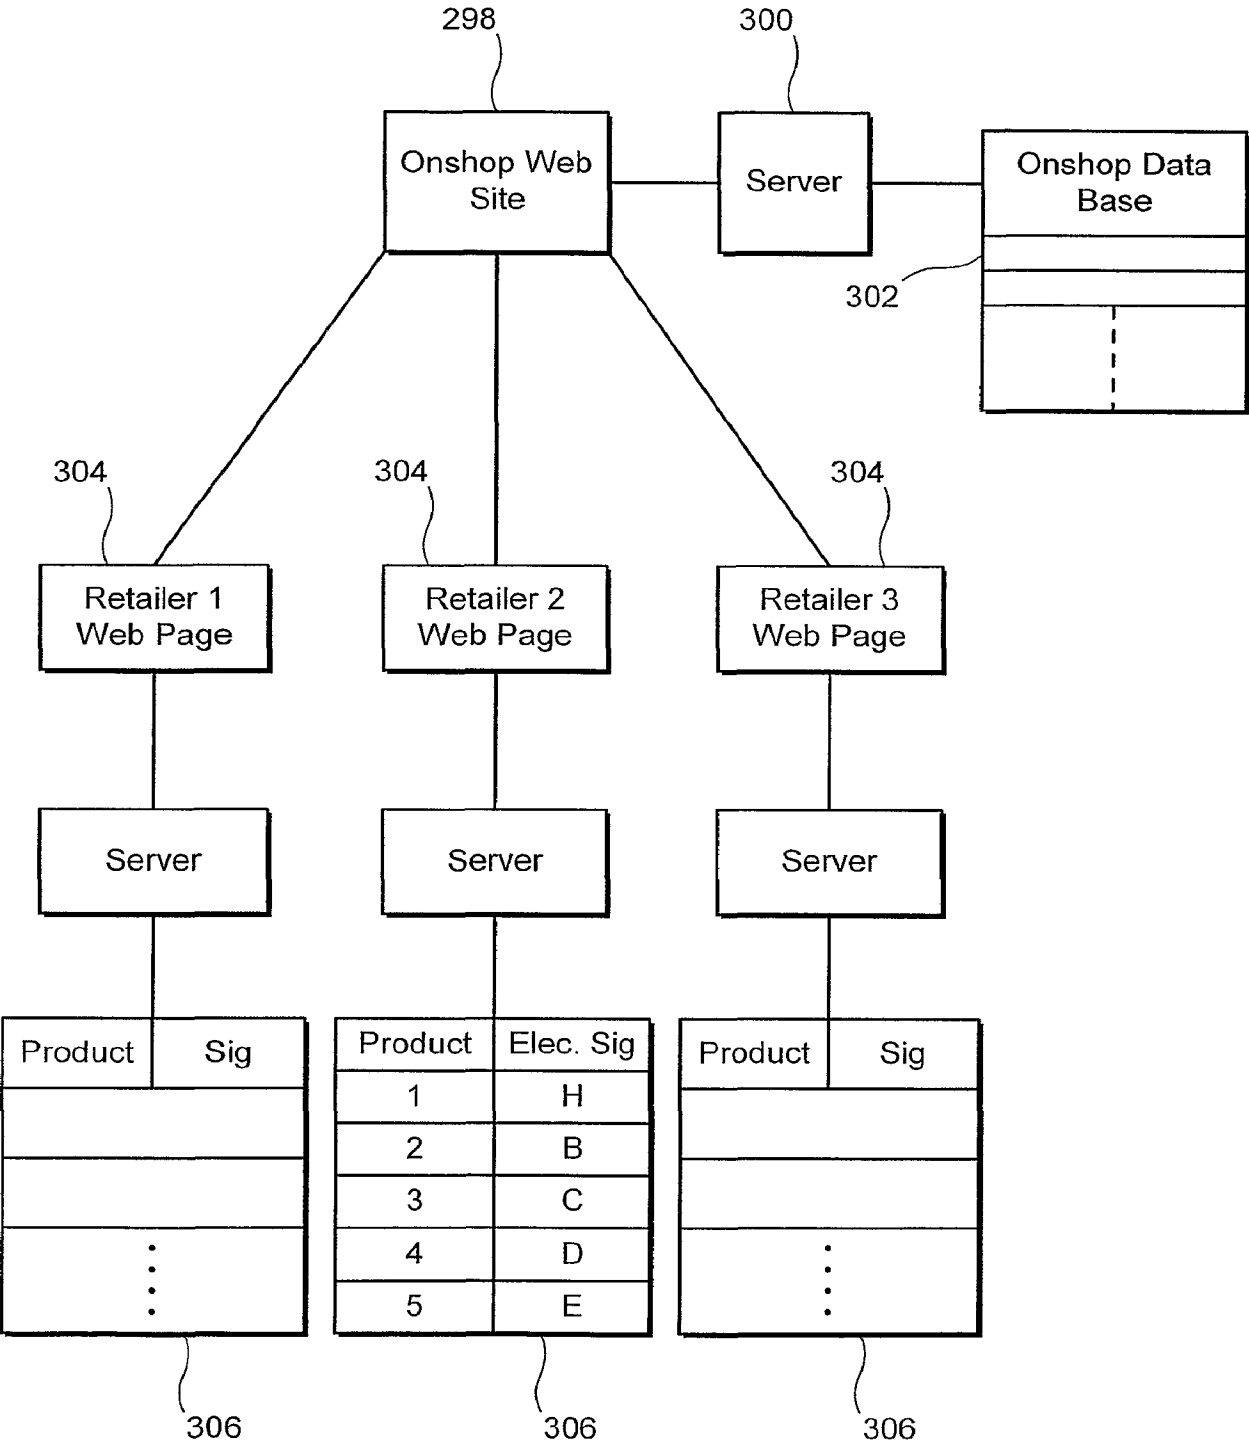 298
300
Onshop Web
Site
Server
Onshop Data
Base
302
304
304
304
Retailer 1
Web Page
Retailer 2
Web Page
Retailer 3
Web Page
Server
Server
Server
Product Sig
Product Elec. Sig
1 H
2 B
3 C
4 D
5 E
Product Sig
306
306
306